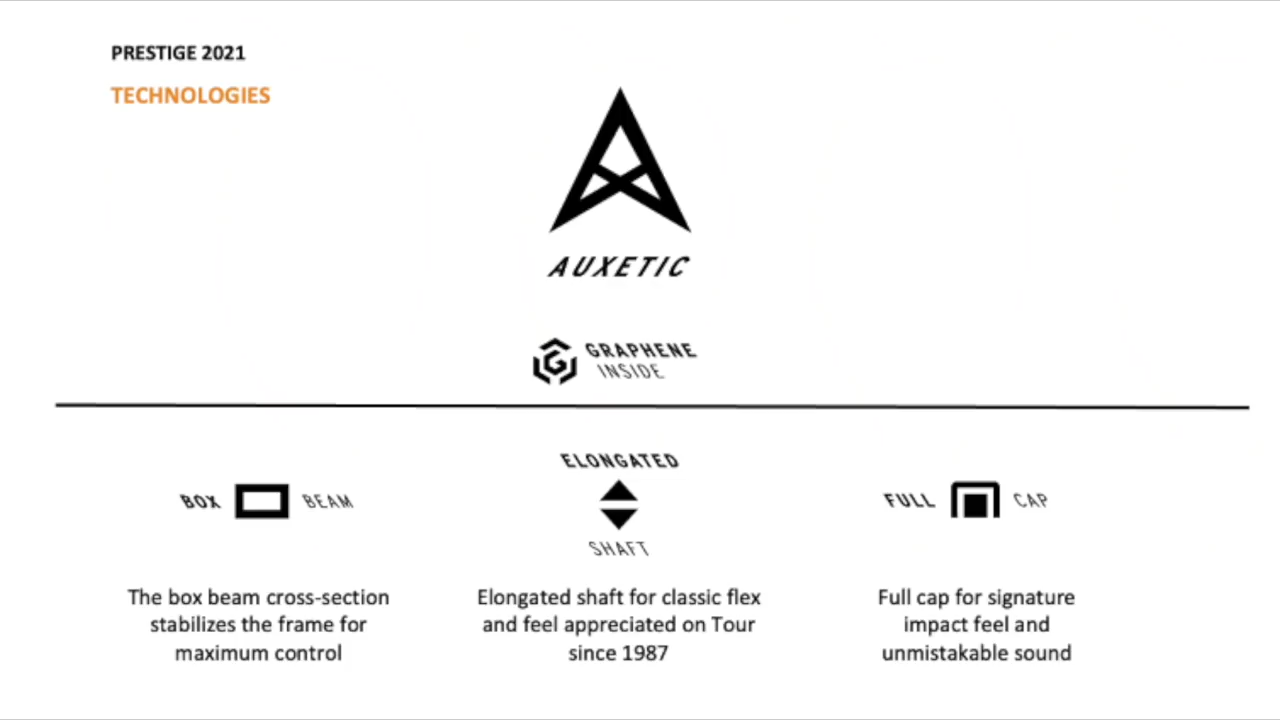 PRESTIGE 2021
TECHNOLOGIES
AUXETIC
GRAPHENE
INSIDE
BOX BEAM
ELONGATED
SHAFT
FULL CAP
The box beam cross-section
stabilizes the frame for
maximum control
Elongated shaft for classic flex
and feel appreciated on Tour
since 1987
Full cap for signature
impact feel and
unmistakable sound